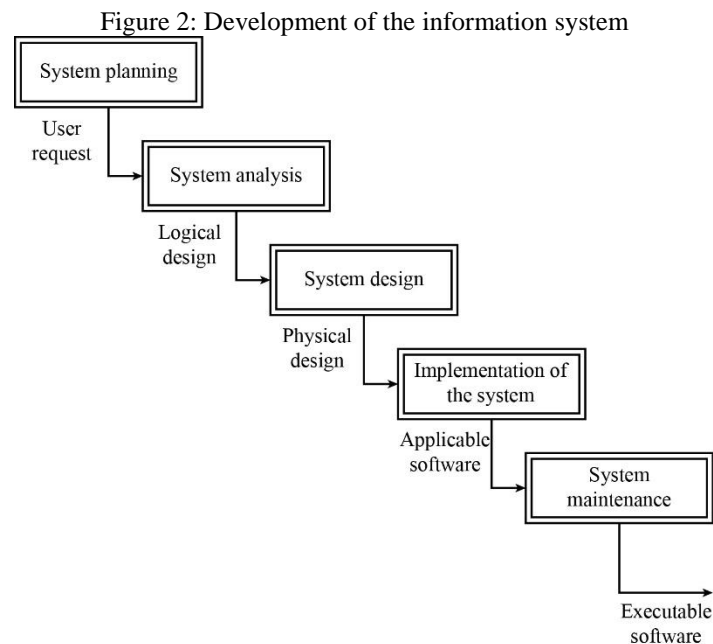 Figure 2: Development of the information system
System planning
User
request
System analysis
Logical
design
System design
Physical
design
Implementation of
the system
Applicable
software
System
maintenance
Executable
software